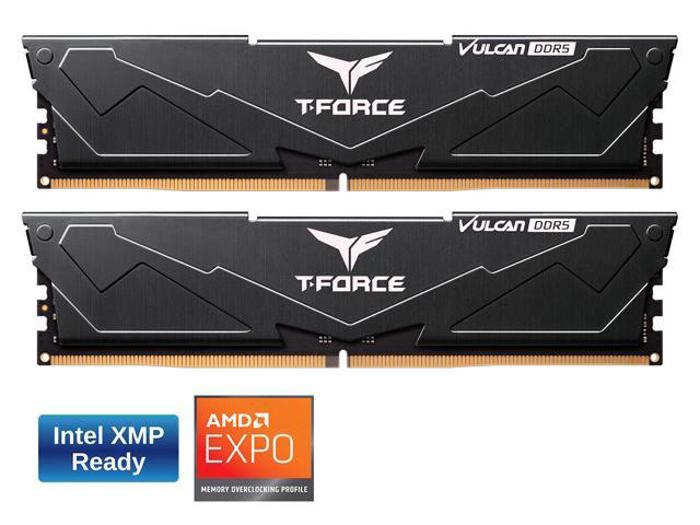 VULCAN DDR5
T-FORCE
VULCAN DDR5
T-FORCE
Intel XMP
Ready
AMD
EXPO
MEMORY OVERCLOCKING PROFILE